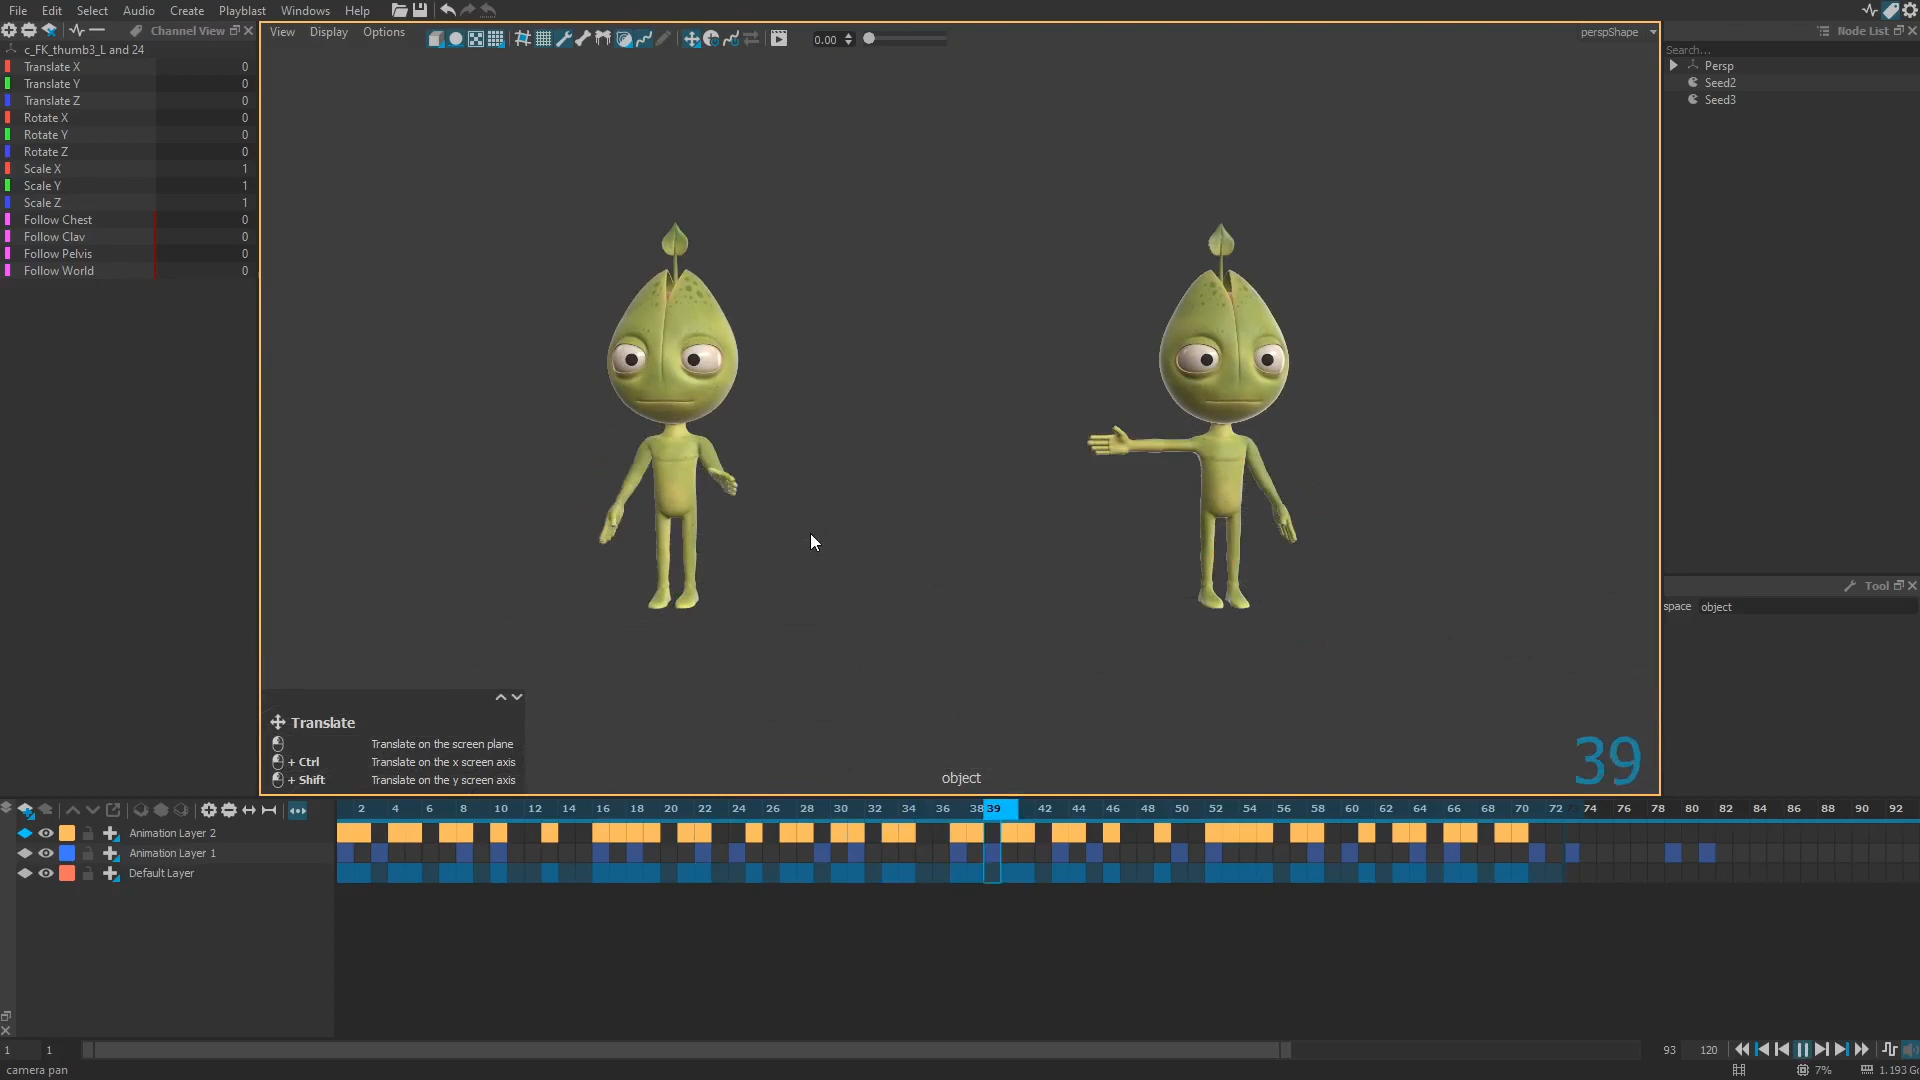 File Edit Select Audio Create Playblast Windows Help
Channel View
View Display Options
0.00
perspShape
Node List
c_FK_thumb3_L and 24
Search...
Translate X 0
Persp
Translate Y 0
Seed2
Translate Z 0
Seed3
Rotate X 0
Rotate Y 0
Rotate Z 0
Scale X 1
Scale Y 1
Scale Z 1
Follow Chest 0
Follow Clav 0
Follow Pelvis 0
Follow World 0
Tool
space object
Translate
Translate on the screen plane
+ Ctrl Translate on the x screen axis
+ Shift Translate on the y screen axis
object
39
2 4 6 8 10 12 14 16 18 20 22 24 26 28 30 32 34 36 38 39 42 44 46 48 50 52 54 56 58 60 62 64 66 68 70 72 74 76 78 80 82 84 86 88 90 92
Animation Layer 2
Animation Layer 1
Default Layer
1 1 93 120
camera pan 7% 1.193 G